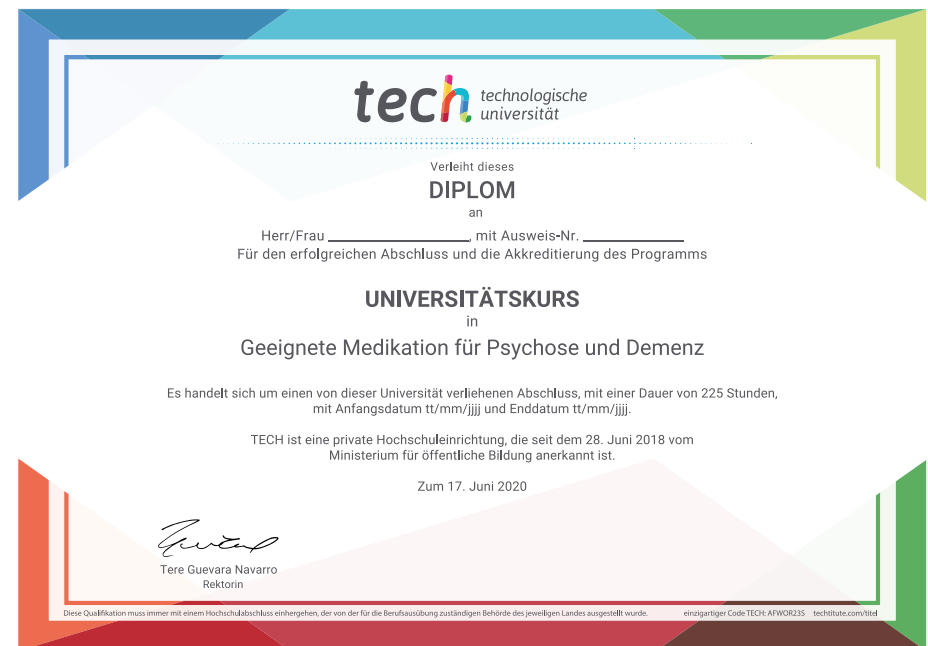 tech technologische
universität
Verleiht dieses
DIPLOM
an
Herr/Frau ____________________, mit Ausweis-Nr. ______________
Für den erfolgreichen Abschluss und die Akkreditierung des Programms
UNIVERSITÄTSKURS
in
Geeignete Medikation für Psychose und Demenz
Es handelt sich um einen von dieser Universität verliehenen Abschluss, mit einer Dauer von 225 Stunden,
mit Anfangsdatum tt/mm/jjjj und Enddatum tt/mm/jjjj.
TECH ist eine private Hochschuleinrichtung, die seit dem 28. Juni 2018 vom
Ministerium für öffentliche Bildung anerkannt ist.
Zum 17. Juni 2020
Tere Guevara Navarro
Rektorin
Diese Qualifikation muss immer mit einem Hochschulabschluss einhergehen, der von der für die Berufsausübung zuständigen Behörde des jeweiligen Landes ausgestellt wurde. einzigartiger Code TECH: AFWOR23S techtitute.com/titel